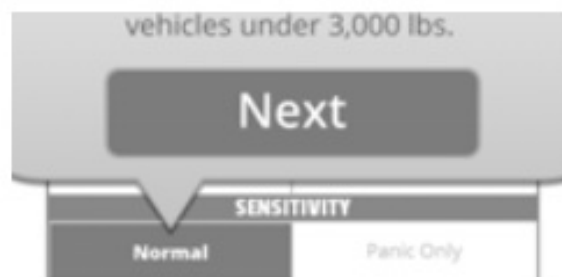 vehicles under 3,000 lbs.
Next
SENSITIVITY
Normal Panic Only